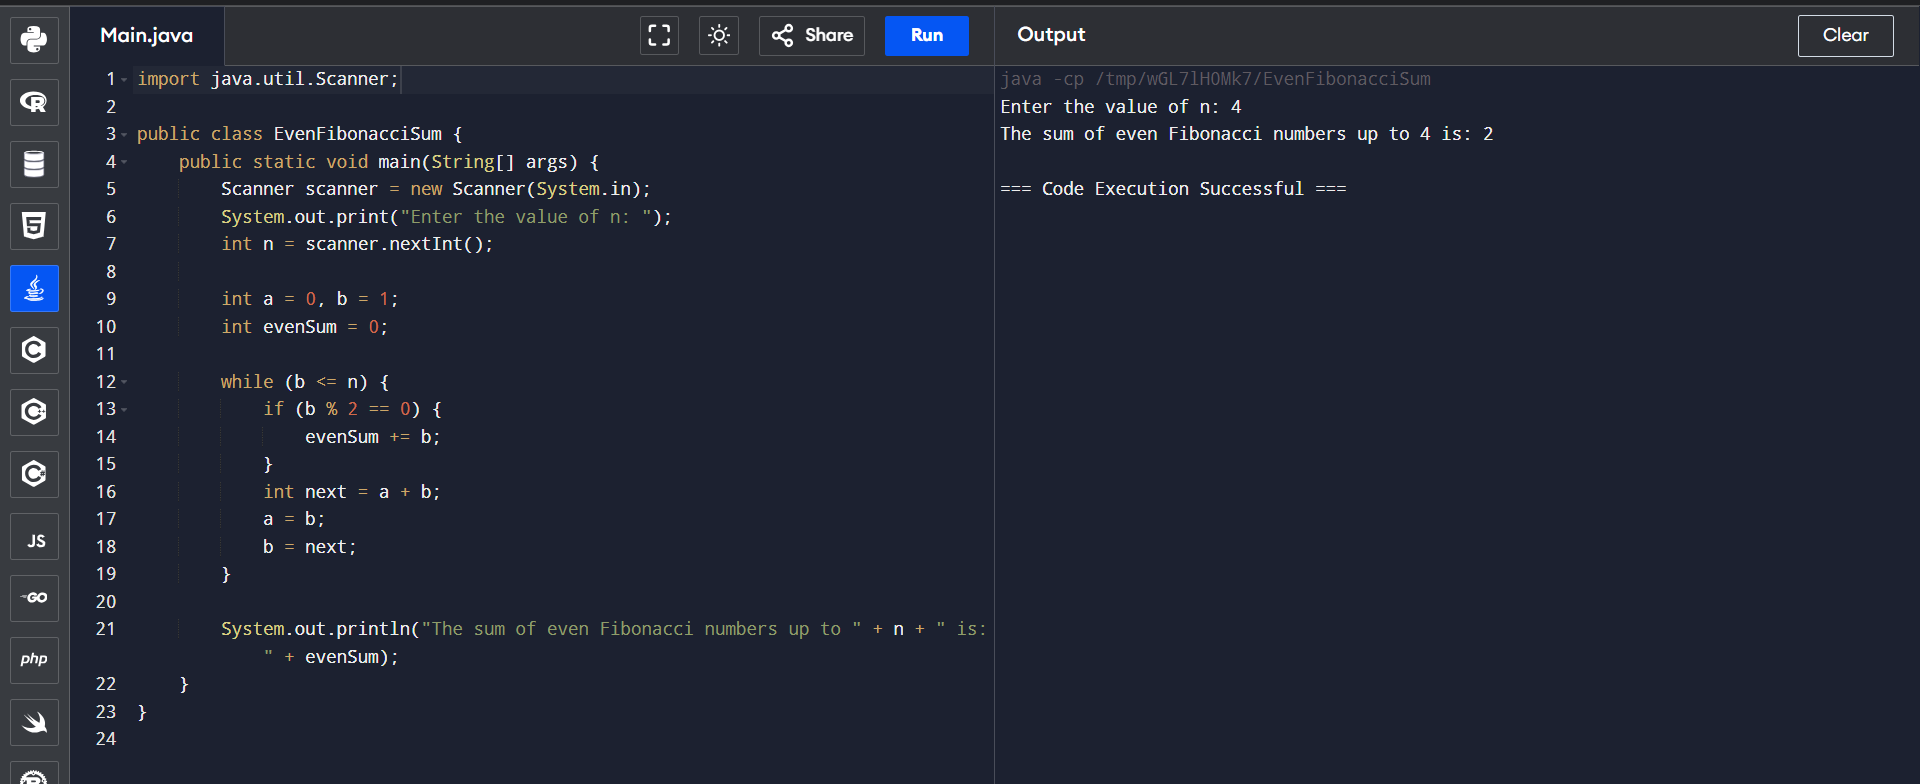 Main.java
Share
Run
Output
Clear
1 import java.util.Scanner;
2
3 public class EvenFibonacciSum {
4     public static void main(String[] args) {
5         Scanner scanner = new Scanner(System.in);
6         System.out.print("Enter the value of n: ");
7         int n = scanner.nextInt();
8
9         int a = 0, b = 1;
10         int evenSum = 0;
11
12         while (b <= n) {
13             if (b % 2 == 0) {
14                 evenSum += b;
15             }
16             int next = a + b;
17             a = b;
18             b = next;
19         }
20
21         System.out.println("The sum of even Fibonacci numbers up to " + n + " is:
            " + evenSum);
22     }
23 }
24
java -cp /tmp/wGL7lHOMk7/EvenFibonacciSum
Enter the value of n: 4
The sum of even Fibonacci numbers up to 4 is: 2
=== Code Execution Successful ===
R
5
C
C++
C#
JS
GO
php